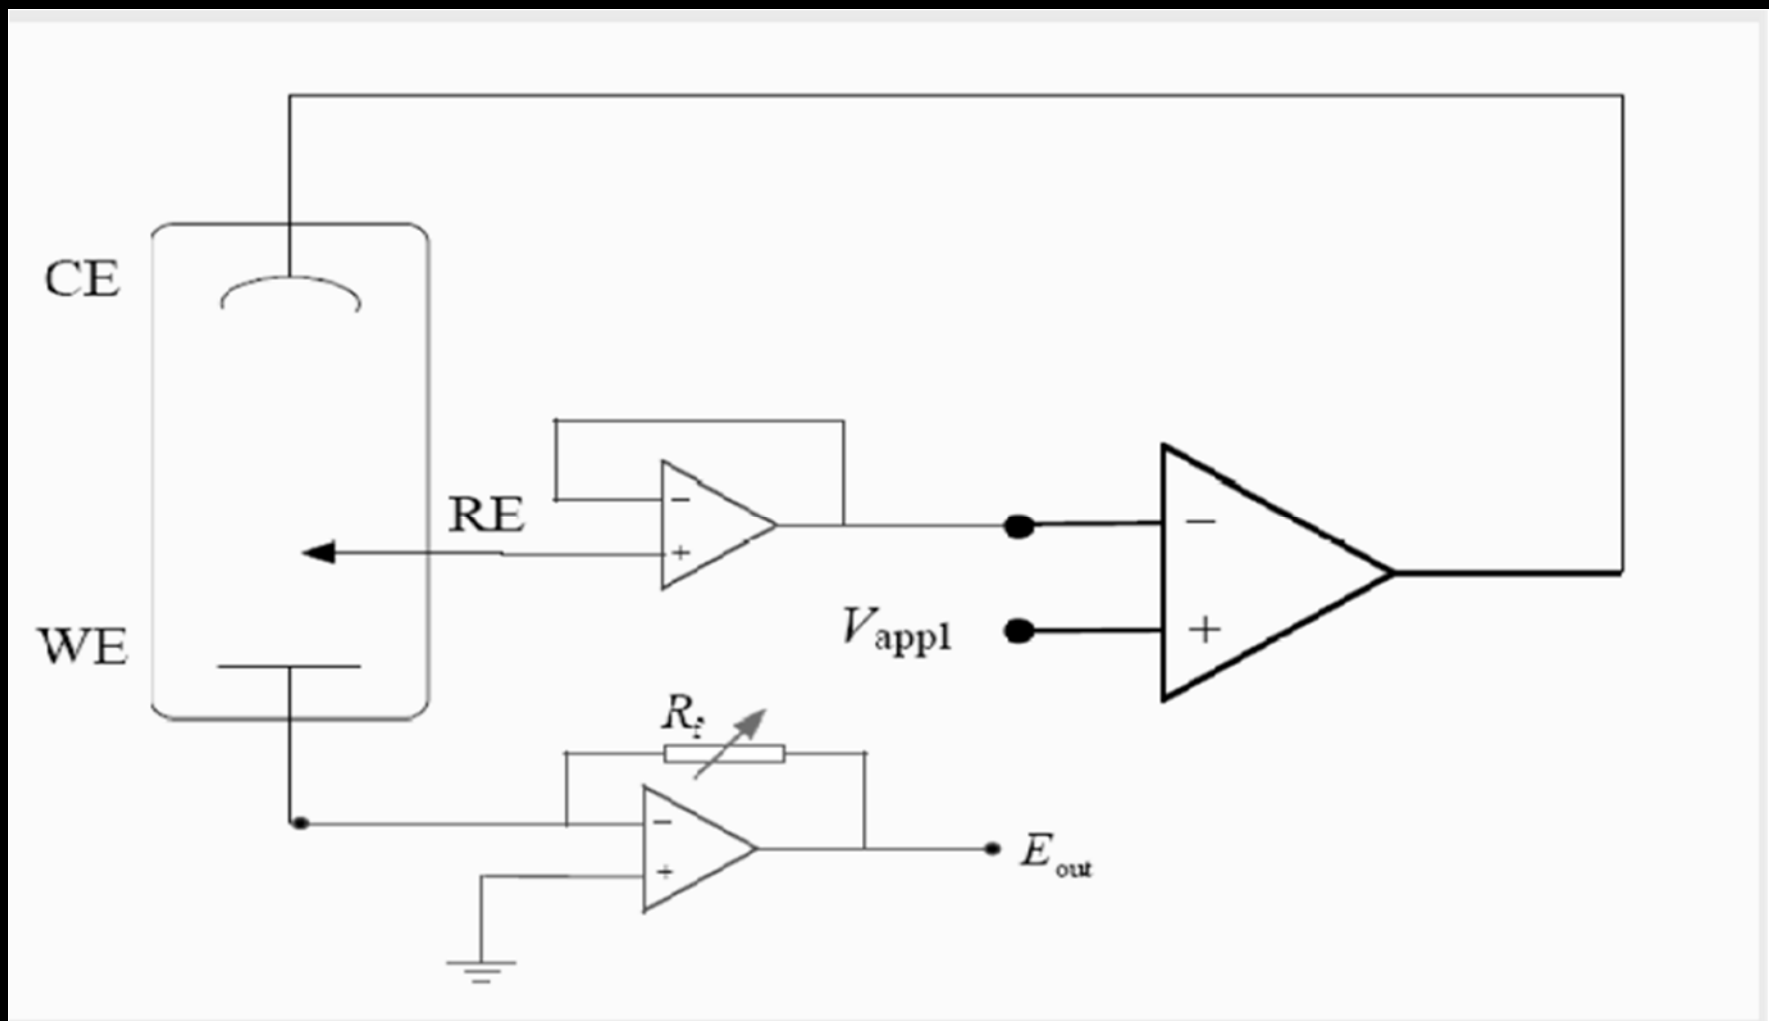 CE
RE
−
+
−
+
WE
Vappl
Rf
−
+
Eout